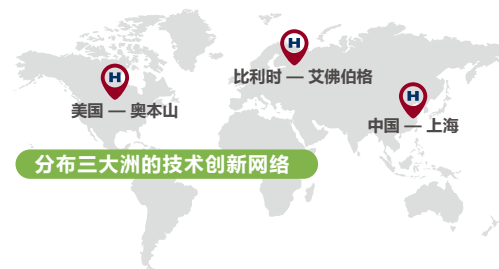 H
比利时 — 艾佛伯格
H
美国 — 奥本山
H
中国 — 上海
分布三大洲的技术创新网络